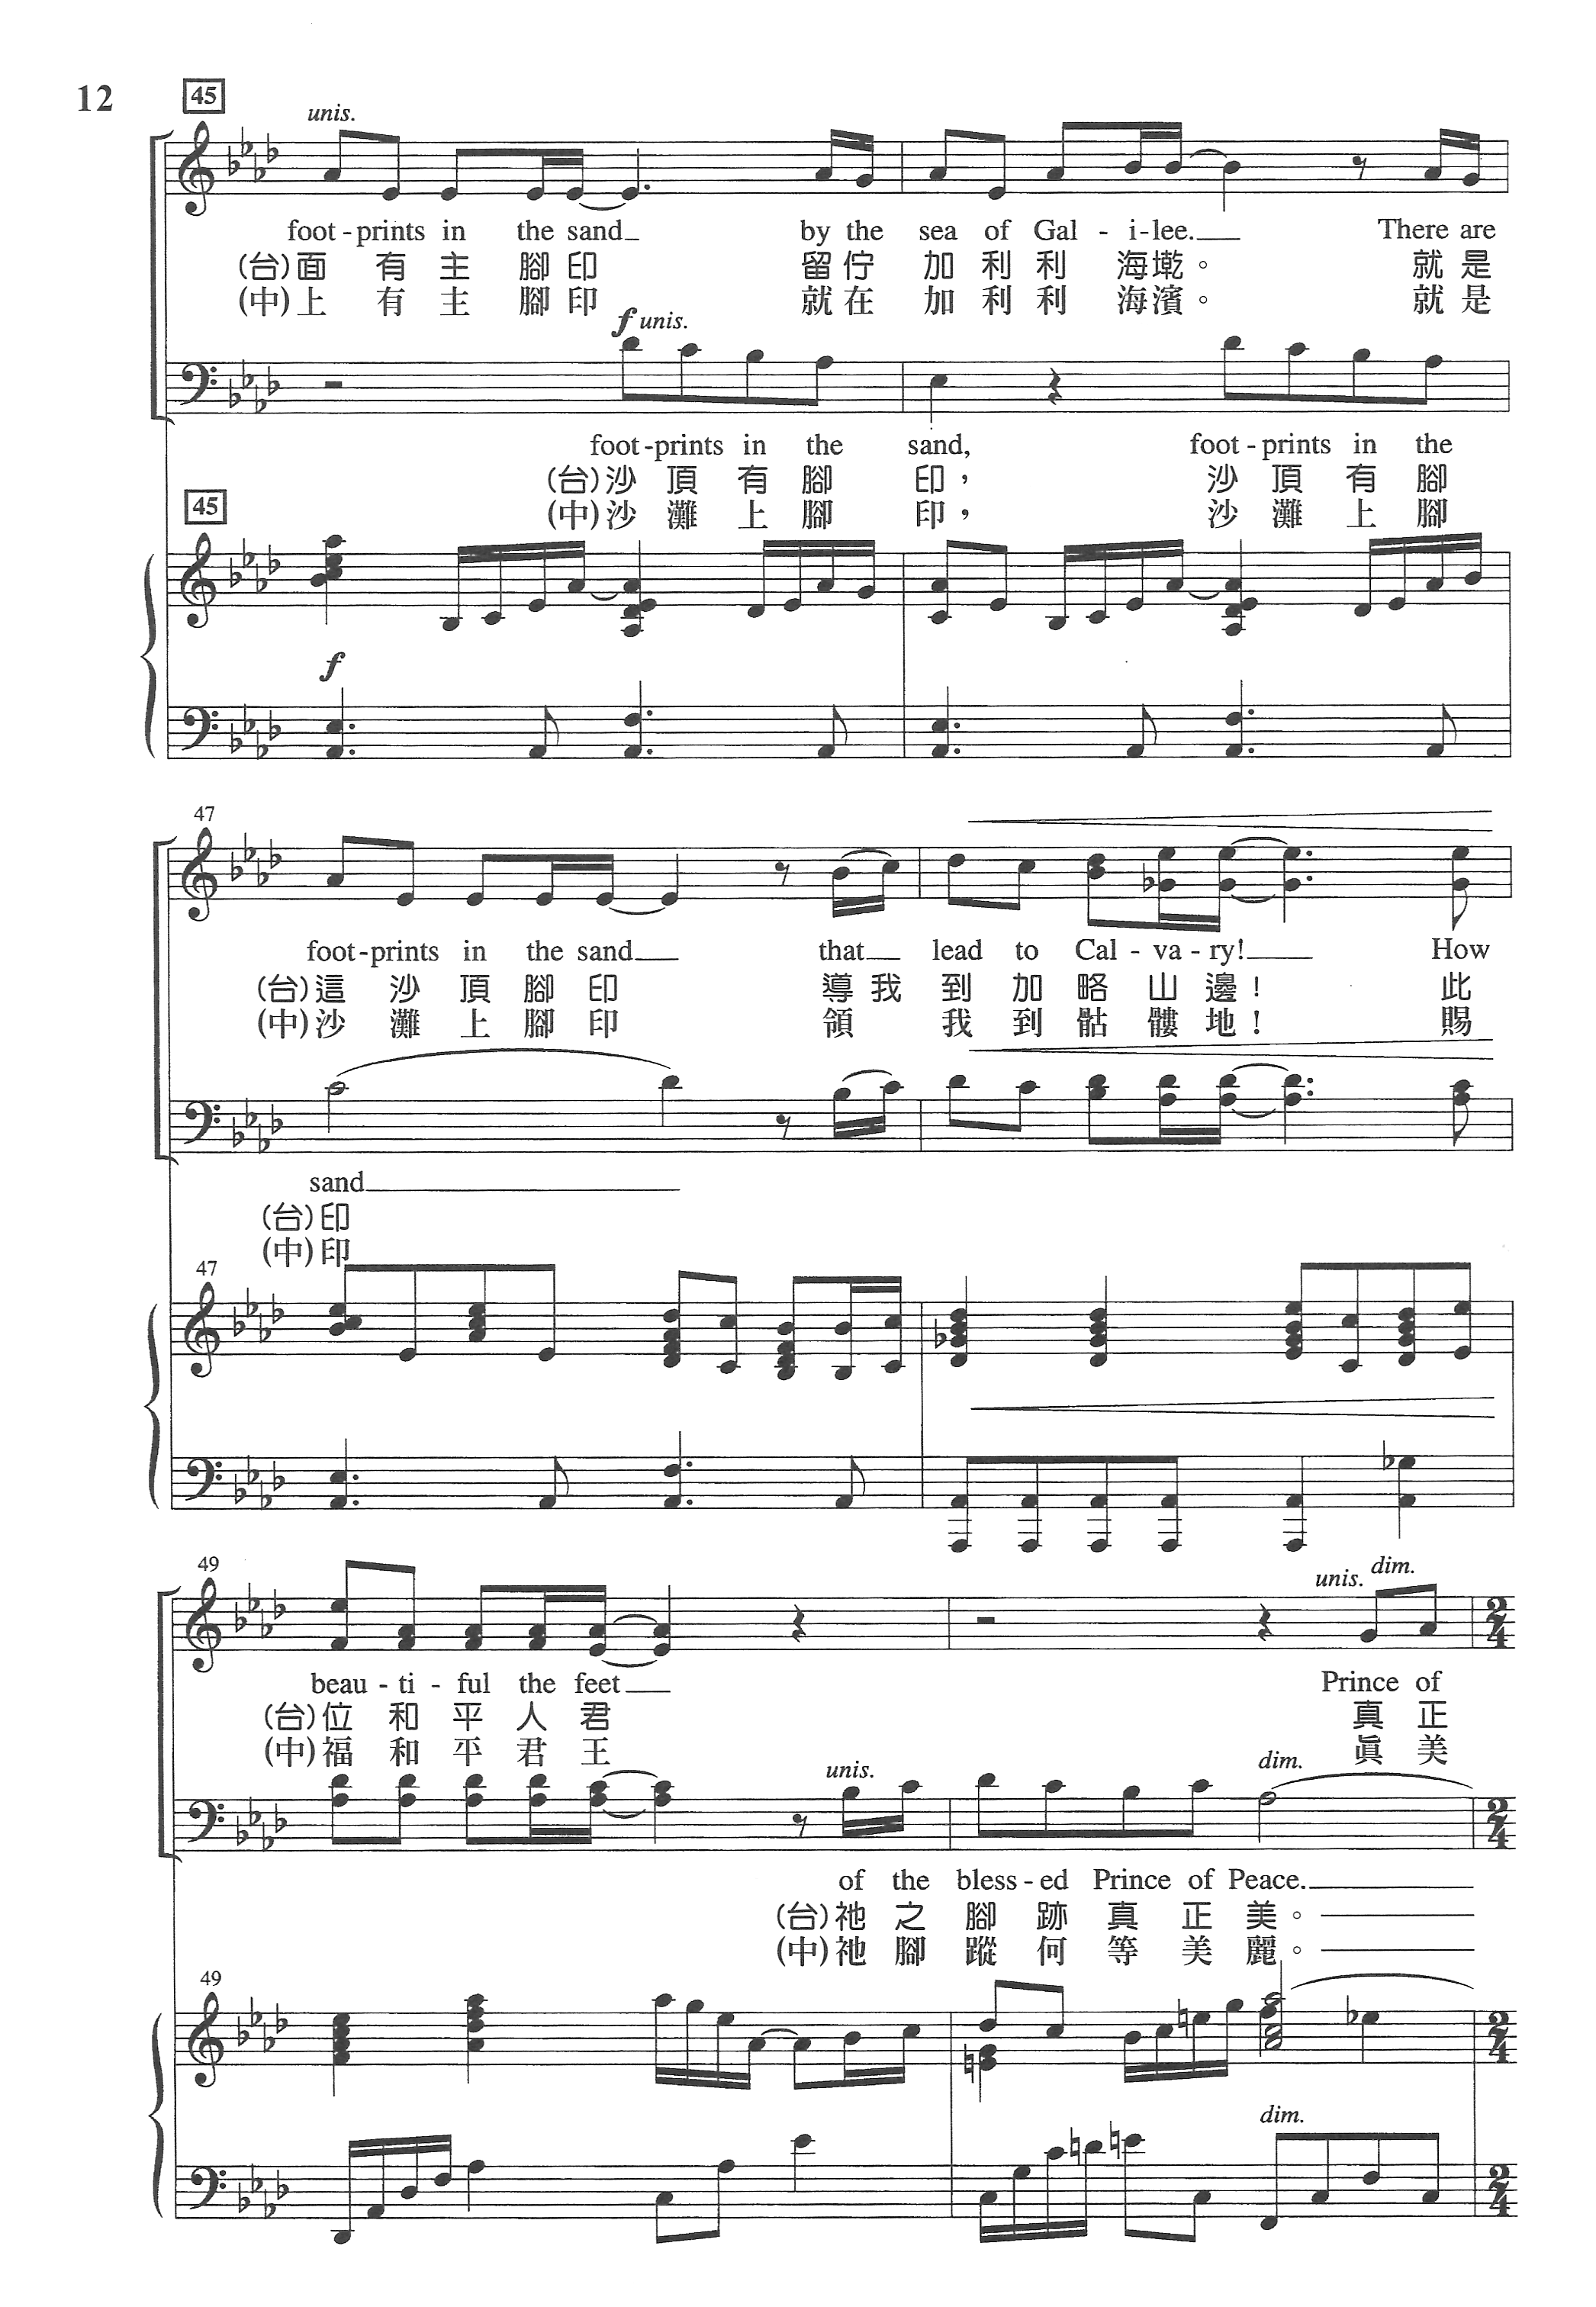 12
45
unis.
foot-prints in the sand by the sea of Gal - i-lee. There are
(台)面 有 主 腳 印 留佇 加 利 利 海墘。 就 是
(中)上 有 主 腳 印 就在 加 利 利 海濱。 就 是
f unis.
foot-prints in the sand, foot-prints in the
(台)沙 頂 有 腳 印， 沙 頂 有 腳
(中)沙 灘 上 腳 印， 沙 灘 上 腳
45
f
47
foot-prints in the sand that lead to Cal - va - ry! How
(台)這 沙 頂 腳 印 導 我 到 加 略 山 邊！ 此
(中)沙 灘 上 腳 印 領 我 到 骷 髏 地！ 賜
sand
(台)印
(中)印
47
49
unis. dim.
beau - ti - ful the feet Prince of
(台)位 和 平 人 君 真 正
(中)福 和 平 君 王 眞 美
unis. dim.
of the bless - ed Prince of Peace.
(台)祂 之 腳 跡 真 正 美。
(中)祂 腳 蹤 何 等 美 麗。
49
dim.